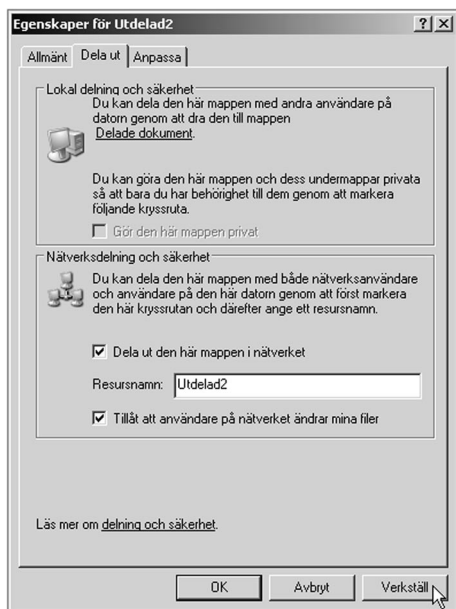 Egenskaper för Utdelad2
Allmänt Dela ut Anpassa
Lokal delning och säkerhet
Du kan dela den här mappen med andra användare på
datorn genom att dra den till mappen
Delade dokument.
Du kan göra den här mappen och dess undermappar privata
så att bara du har behörighet till dem genom att markera
följande kryssruta.
Gör den här mappen privat
Nätverksdelning och säkerhet
Du kan dela den här mappen med både nätverksanvändare
och användare på den här datorn genom att först markera
den här kryssrutan och därefter ange ett resursnamn.
Dela ut den här mappen i nätverket
Resursnamn: Utdelad2
Tillåt att användare på nätverket ändrar mina filer
Läs mer om delning och säkerhet.
OK Avbryt Verkställ